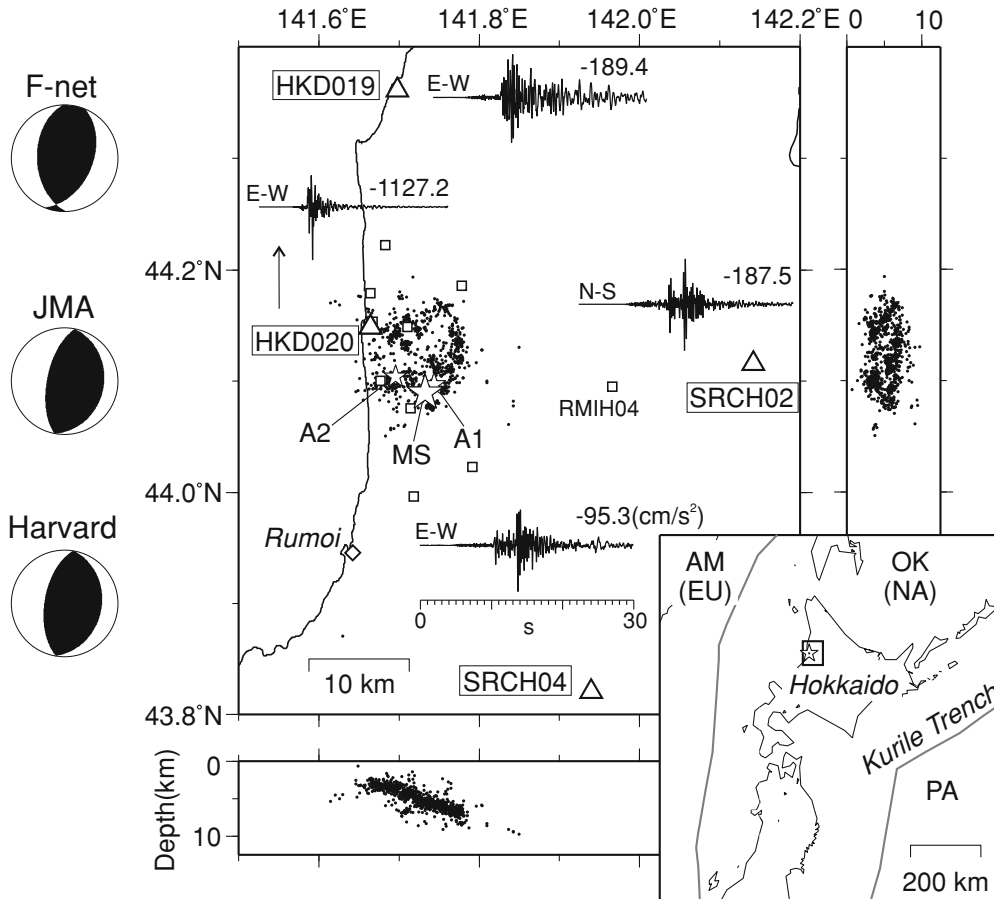 141.6˚E 141.8˚E 142.0˚E 142.2˚E 0 10
F-net
HKD019
E-W
-189.4
E-W
-1127.2
44.2˚N
N-S
-187.5
JMA
HKD020
SRCH02
RMIH04
A2
MS
A1
44.0˚N
Harvard
Rumoi
E-W
-95.3(cm/s²)
0 30
s
10 km
SRCH04
43.8˚N
AM
(EU)
OK
(NA)
Hokkaido
Kurile Trench
PA
200 km
0
10
Depth(km)